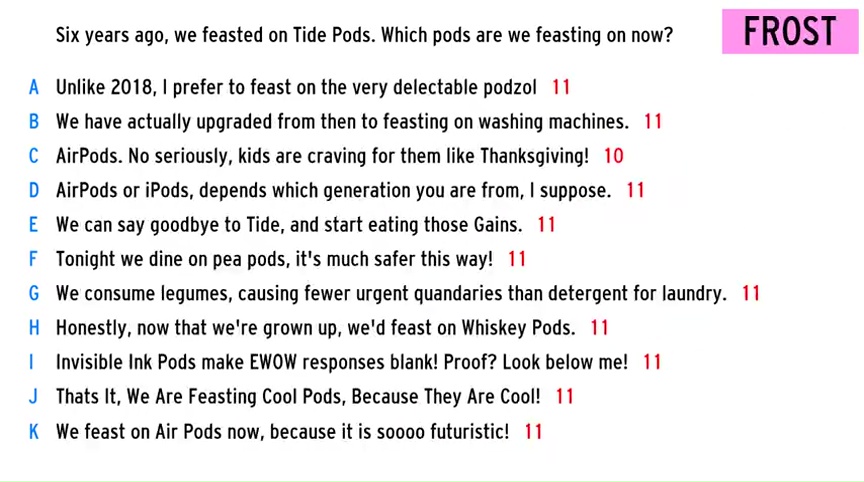 Six years ago, we feasted on Tide Pods. Which pods are we feasting on now?
FROST
A Unlike 2018, I prefer to feast on the very delectable podzol 11
B We have actually upgraded from then to feasting on washing machines. 11
C AirPods. No seriously, kids are craving for them like Thanksgiving! 10
D AirPods or iPods, depends which generation you are from, I suppose. 11
E We can say goodbye to Tide, and start eating those Gains. 11
F Tonight we dine on pea pods, it's much safer this way! 11
G We consume legumes, causing fewer urgent quandaries than detergent for laundry. 11
H Honestly, now that we're grown up, we'd feast on Whiskey Pods. 11
I Invisible Ink Pods make EWOW responses blank! Proof? Look below me! 11
J Thats It, We Are Feasting Cool Pods, Because They Are Cool! 11
K We feast on Air Pods now, because it is soooo futuristic! 11